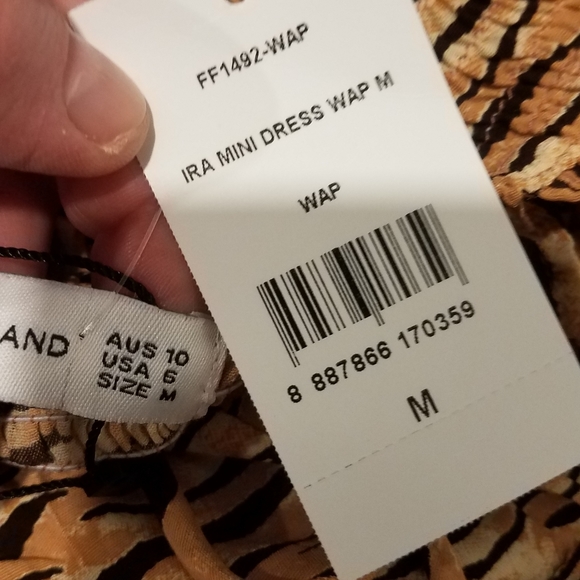 FF1492-WAP
IRA MINI DRESS WAP M
WAP
8 887866 170359
M
AND
AUS 10
USA 6
SIZE M